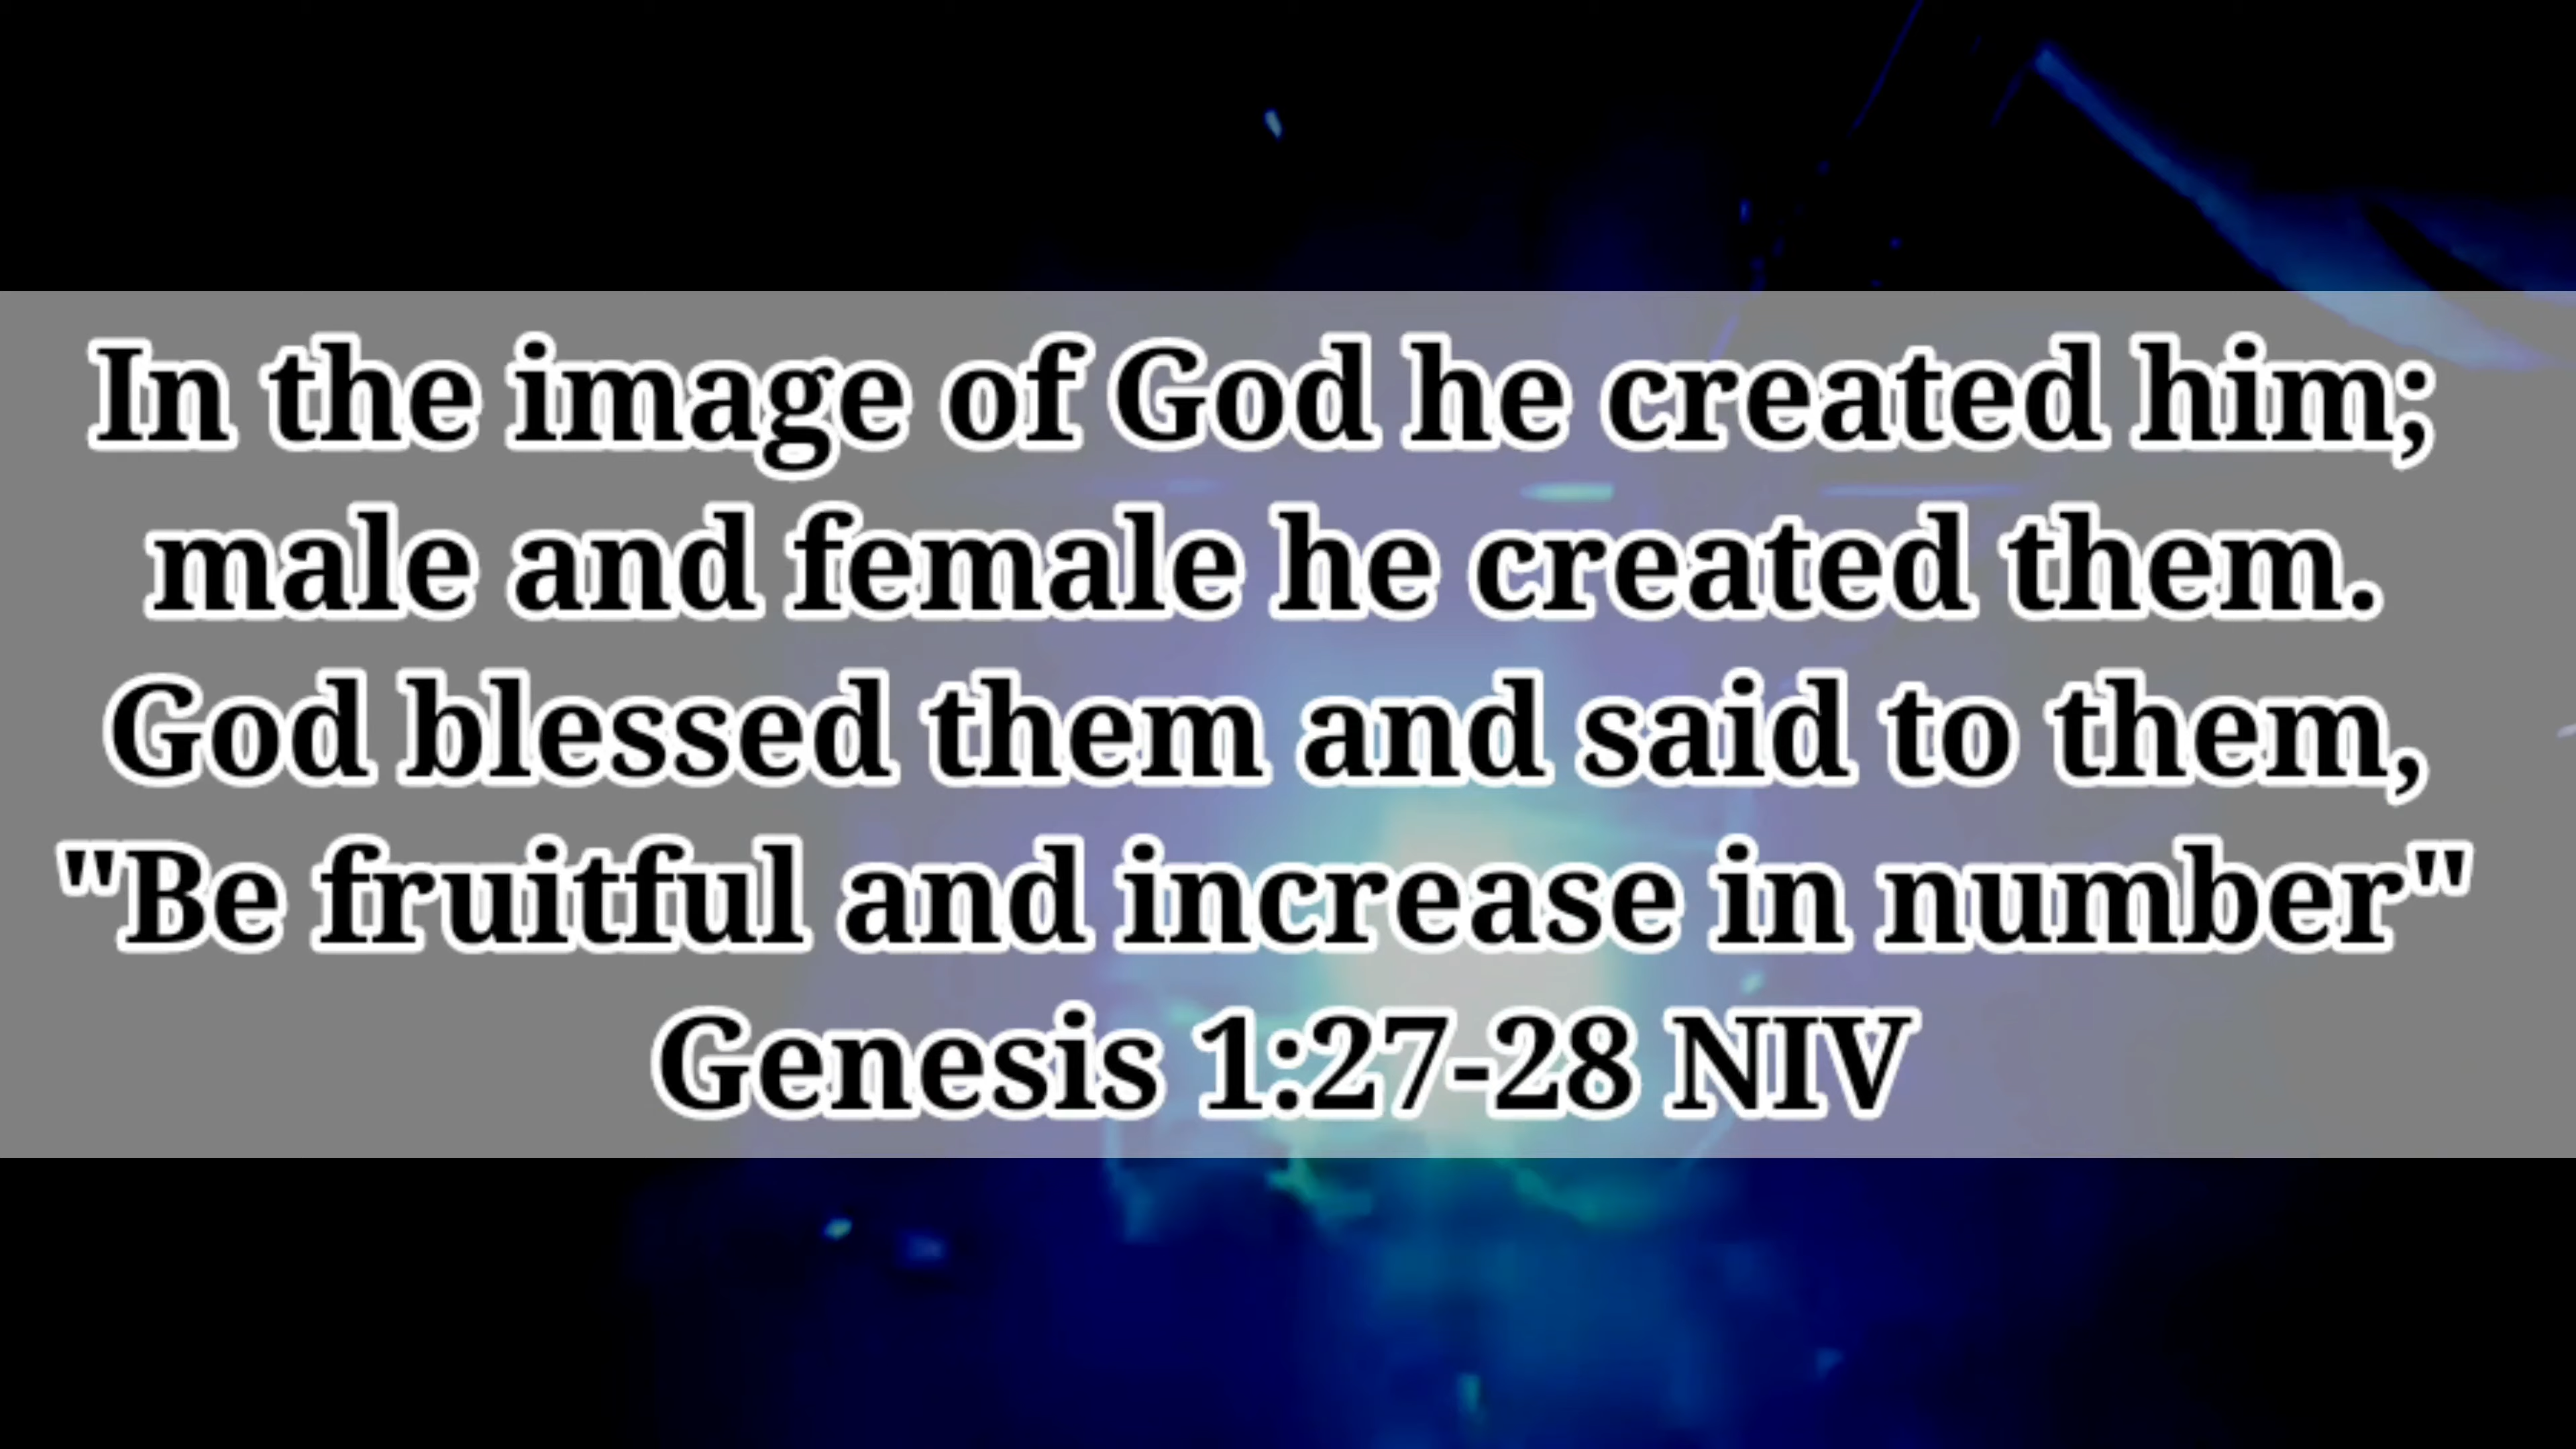 In the image of God he created him;
male and female he created them.
God blessed them and said to them,
"Be fruitful and increase in number"
Genesis 1:27-28 NIV